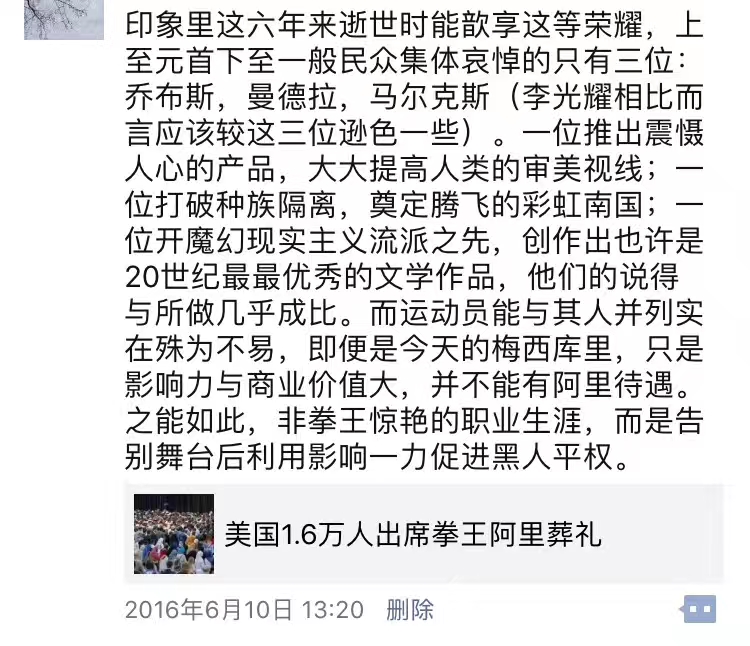 印象里这六年来逝世时能歆享这等荣耀，上
至元首下至一般民众集体哀悼的只有三位：
乔布斯，曼德拉，马尔克斯（李光耀相比而
言应该较这三位逊色一些）。一位推出震慑
人心的产品，大大提高人类的审美视线；一
位打破种族隔离，奠定腾飞的彩虹南国；一
位开魔幻现实主义流派之先，创作出也许是
20世纪最最优秀的文学作品，他们的说得
与所做几乎成比。而运动员能与其人并列实
在殊为不易，即便是今天的梅西库里，只是
影响力与商业价值大，并不能有阿里待遇。
之能如此，非拳王惊艳的职业生涯，而是告
别舞台后利用影响一力促进黑人平权。
美国1.6万人出席拳王阿里葬礼
2016年6月10日 13:20 删除